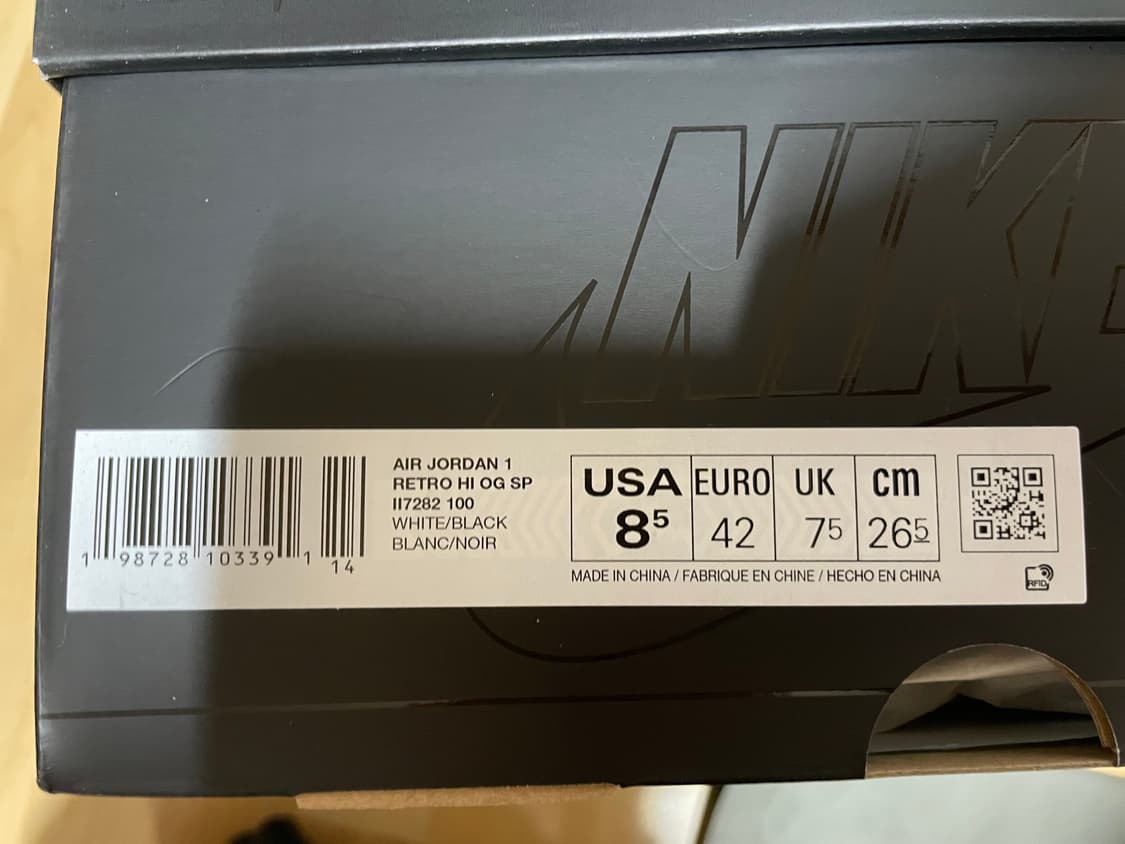 NIKE
AIR JORDAN 1
RETRO HI OG SP
II7282 100
WHITE/BLACK
BLANC/NOIR
USA EURO UK cm
8⁵ 42 75 265
MADE IN CHINA / FABRIQUE EN CHINE / HECHO EN CHINA
1 98728 10339 1 14
RFID